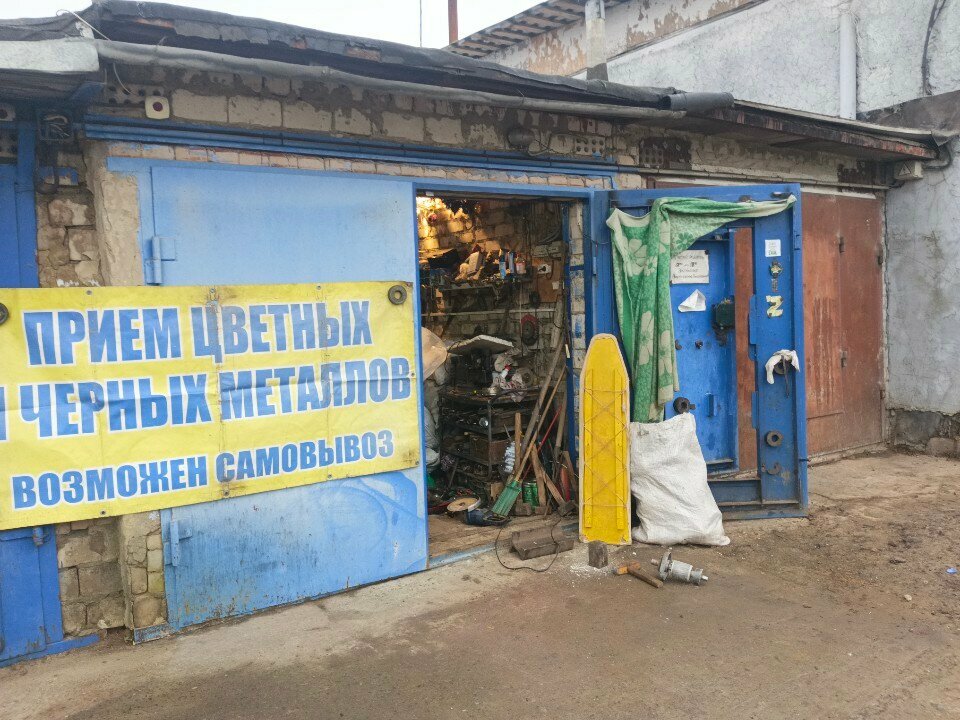 ПРИЕМ ЦВЕТНЫХ
И ЧЕРНЫХ МЕТАЛЛОВ
ВОЗМОЖЕН САМОВЫВОЗ
Z